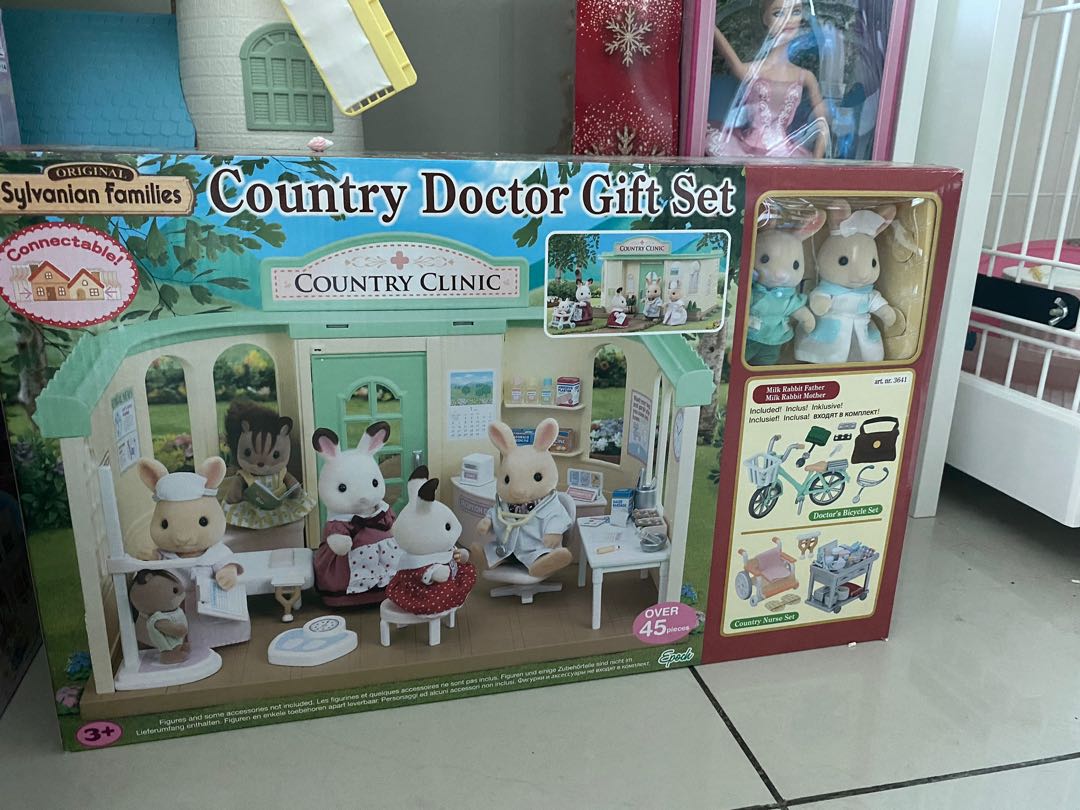 ORIGINAL
Sylvanian Families
Country Doctor Gift Set
Connectable!
COUNTRY CLINIC
COUNTRY CLINIC
Milk Rabbit Father
Milk Rabbit Mother
art. nr. 3641
Included! Inclus! Inklusive!
Inclusief! Inclusa! ВХОДЯТ В КОМПЛЕКТ!
Doctor's Bicycle Set
Country Nurse Set
OVER
45 pieces
Epoch
3+
Figures and some accessories not included. Les figurines et quelques accessoires ne sont pas inclus. Figuren und einige Zubehörteile sind nicht im
Lieferumfang enthalten. Figuren en enkele toebehoren apart leverbaar. Personaggi ed alcuni accessori non inclusi. Фигурки и аксессуары не входят в комплект.